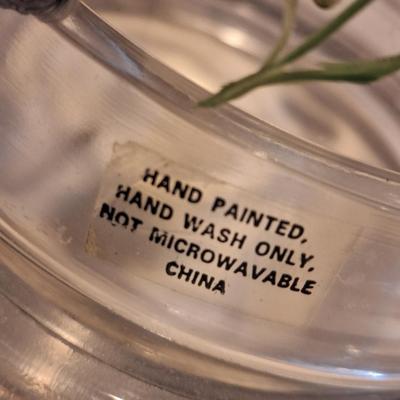 HAND PAINTED,
HAND WASH ONLY,
NOT MICROWAVABLE
CHINA